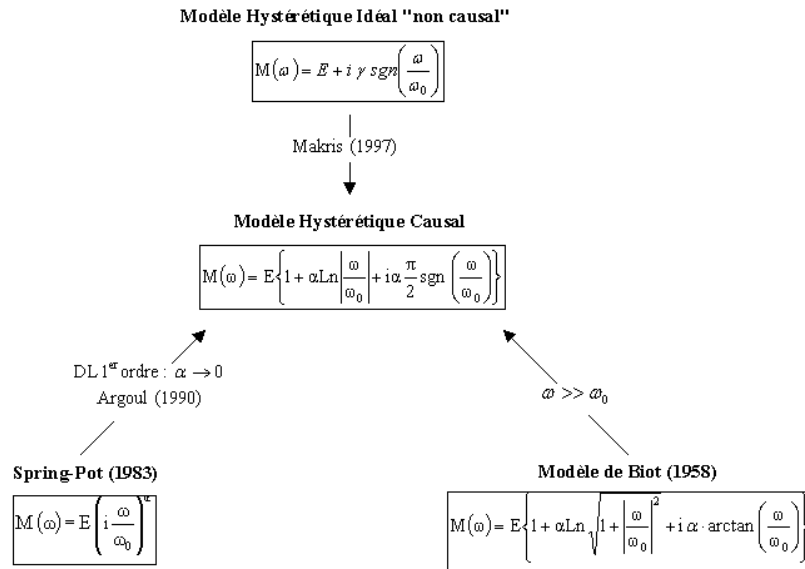 Modèle Hystérétique Idéal "non causal"
M(ϖ) = E + i γ sgn(ϖ/ϖ₀)
Makris (1997)
Modèle Hystérétique Causal
M(ω) = E{1 + αLn|ω/ω₀| + iα π/2 sgn (ω/ω₀)}
DL 1er ordre : α → 0
Argoul (1990)
ϖ >> ϖ₀
Spring-Pot (1983)
M(ω) = E(i ω/ω₀)^α
Modèle de Biot (1958)
M(ω) = E{1 + αLn√(1 + |ω/ω₀|²) + i α · arctan(ω/ω₀)}